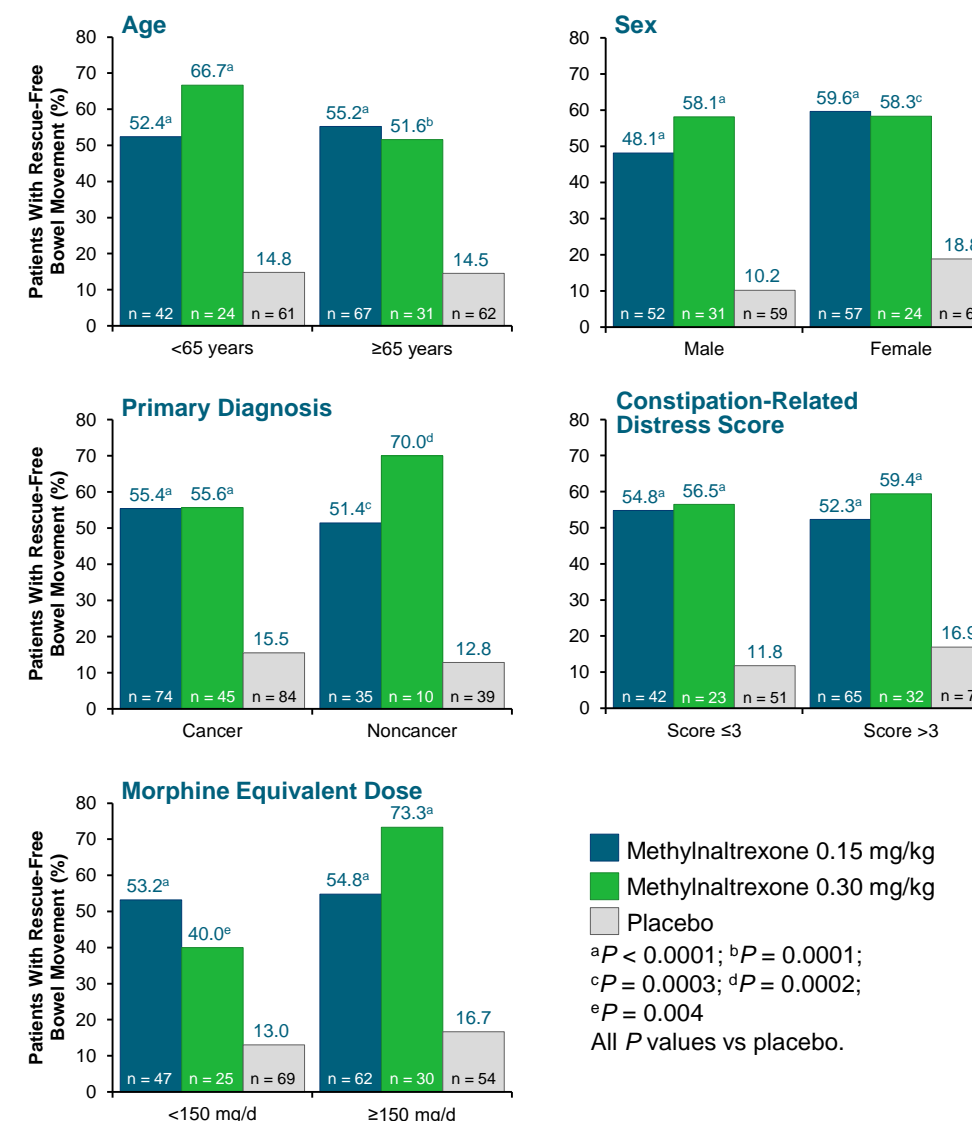 Age
Patients With Rescue-Free
Bowel Movement (%)
80
70
60
50
40
30
20
10
0
52.4ᵃ
66.7ᵃ
14.8
55.2ᵃ
51.6ᵇ
14.5
n = 42
n = 24
n = 61
n = 67
n = 31
n = 62
<65 years
≥65 years
Sex
80
70
60
50
40
30
20
10
0
48.1ᵃ
58.1ᵃ
10.2
59.6ᵃ
58.3ᶜ
18.8
n = 52
n = 31
n = 59
n = 57
n = 24
n = 6
Male
Female
Primary Diagnosis
Patients With Rescue-Free
Bowel Movement (%)
80
70
60
50
40
30
20
10
0
55.4ᵃ
55.6ᵃ
15.5
51.4ᶜ
70.0ᵈ
12.8
n = 74
n = 45
n = 84
n = 35
n = 10
n = 39
Cancer
Noncancer
Constipation-Related
Distress Score
80
70
60
50
40
30
20
10
0
54.8ᵃ
56.5ᵃ
11.8
52.3ᵃ
59.4ᵃ
16.9
n = 42
n = 23
n = 51
n = 65
n = 32
n = 7
Score ≤3
Score >3
Morphine Equivalent Dose
Patients With Rescue-Free
Bowel Movement (%)
80
70
60
50
40
30
20
10
0
53.2ᵃ
40.0ᵉ
13.0
54.8ᵃ
73.3ᵃ
16.7
n = 47
n = 25
n = 69
n = 62
n = 30
n = 54
<150 mg/d
≥150 mg/d
Methylnaltrexone 0.15 mg/kg
Methylnaltrexone 0.30 mg/kg
Placebo
ᵃP < 0.0001; ᵇP = 0.0001;
ᶜP = 0.0003; ᵈP = 0.0002;
ᵉP = 0.004
All P values vs placebo.